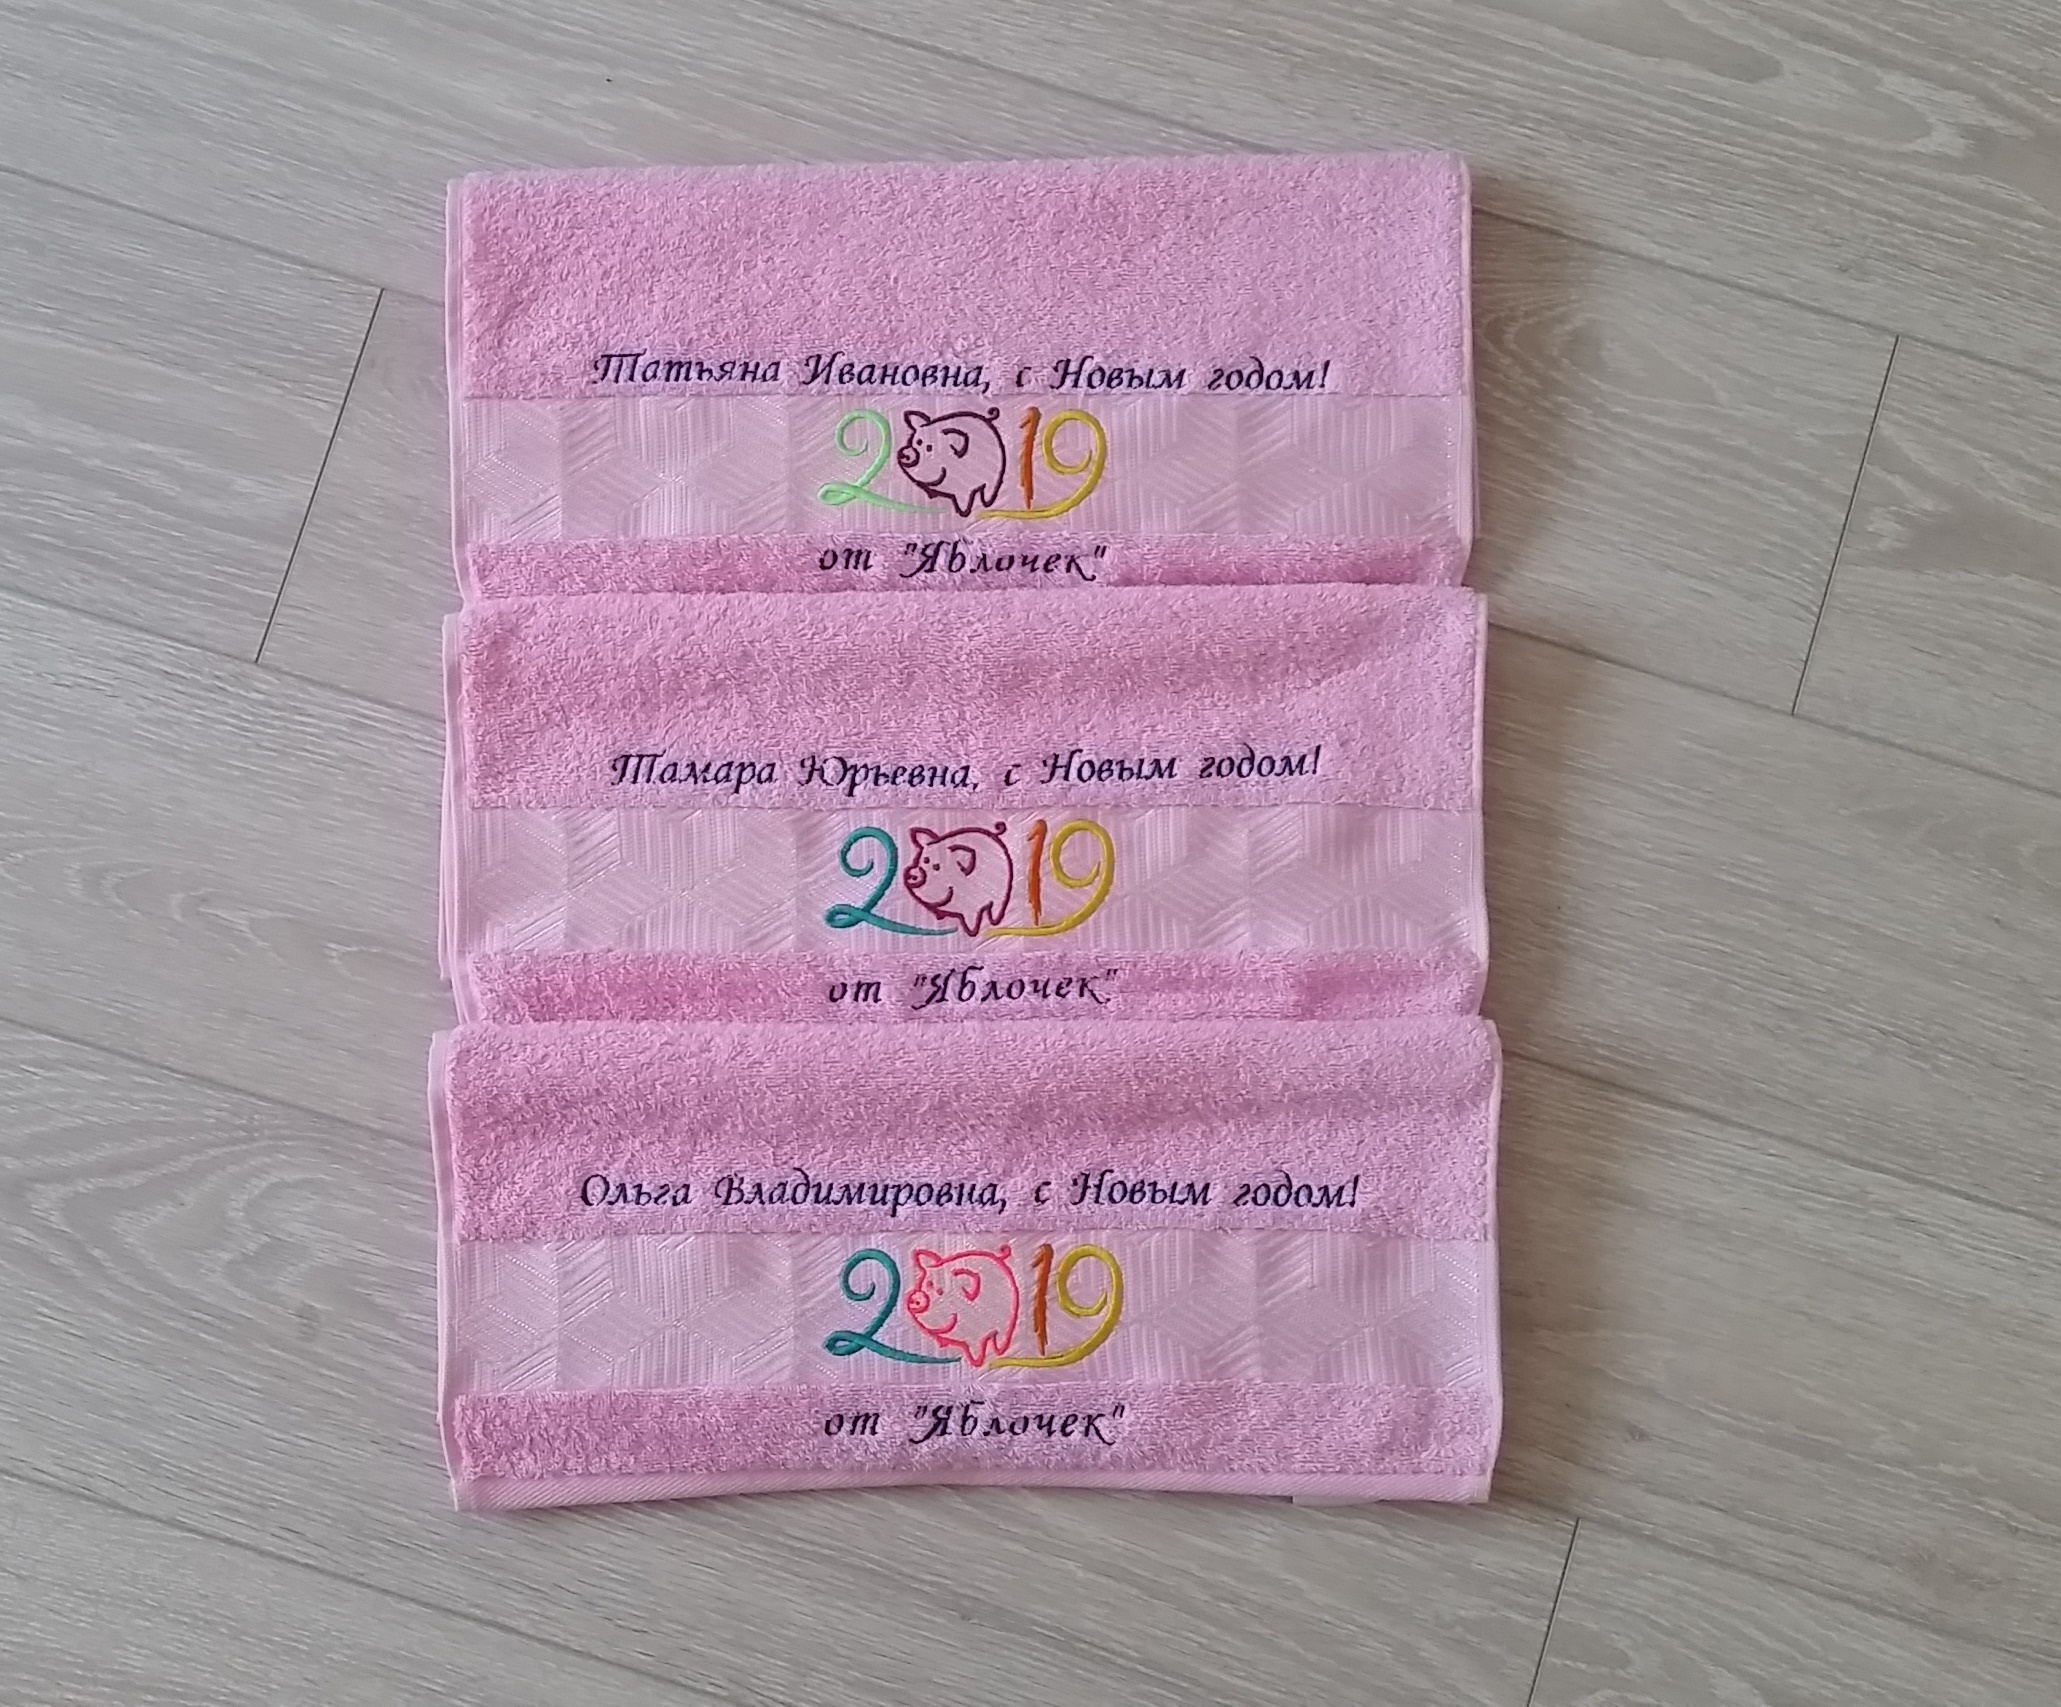 Татьяна Ивановна, с Новым годом!
2019
от "Яблочек"
Тамара Юрьевна, с Новым годом!
2019
от "Яблочек"
Ольга Владимировна, с Новым годом!
2019
от "Яблочек"